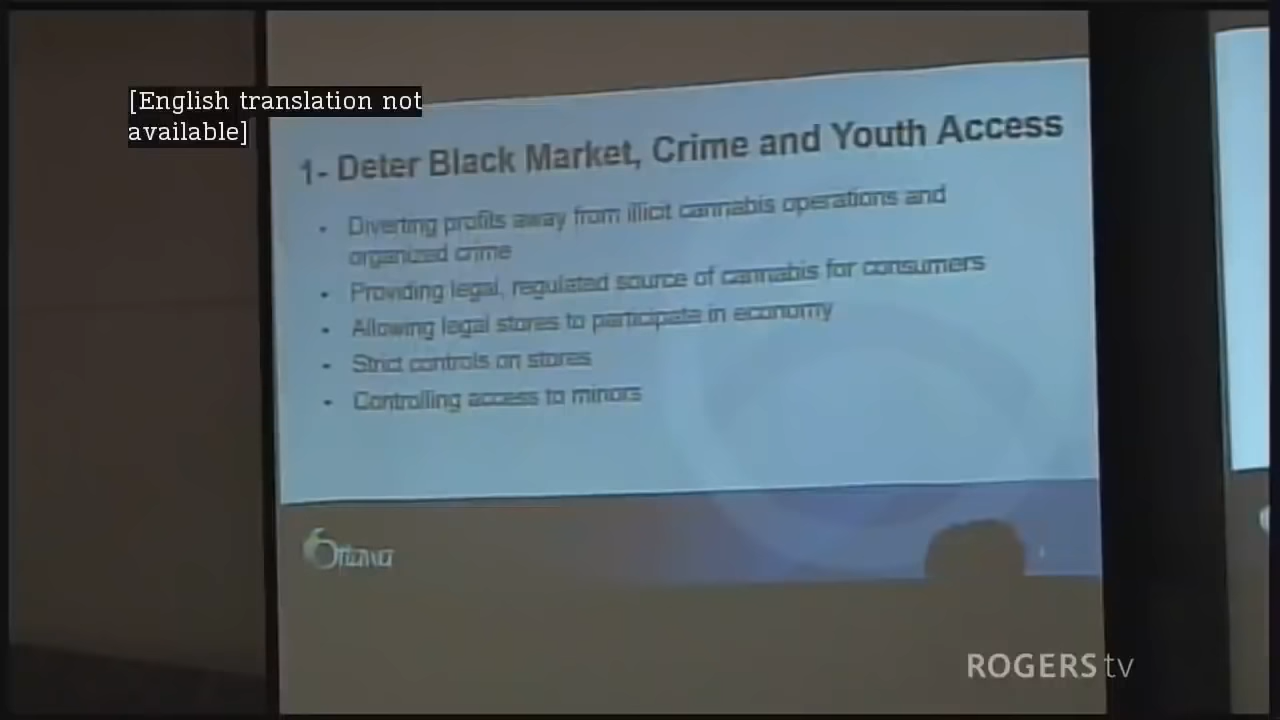 [English translation not
available]
1- Deter Black Market, Crime and Youth Access
• Diverting profits away from illicit cannabis operations and
organized crime
• Providing legal, regulated source of cannabis for consumers
• Allowing legal stores to participate in economy
• Strict controls on stores
• Controlling access to minors
Ottawa
ROGERS tv